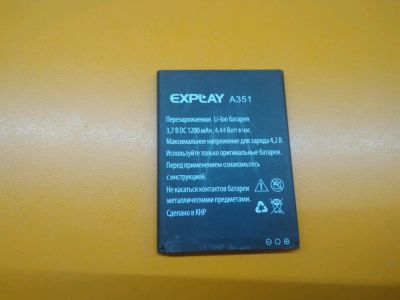 EXPLAY A351
Перезаряжаемая Li-Ion батарея
3,7 В DC 1200 мАч, 4,44 Ватт в час.
Максимальное напряжение для заряда 4,2 В.
Используйте только оригинальные батареи.
Перед применением ознакомьтесь
с инструкцией.
Не касаться контактов батареи
металлическими предметами.
Сделано в КНР